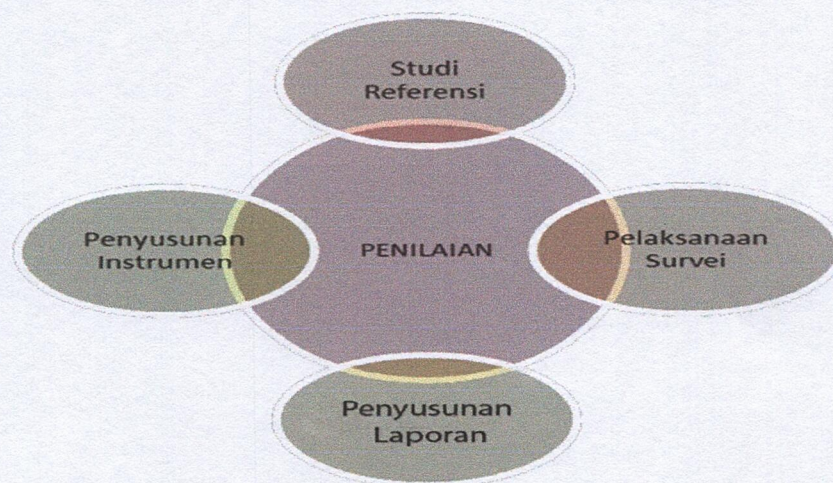 Studi
Referensi
Penyusunan
Instrumen
PENILAIAN
Pelaksanaan
Survei
Penyusunan
Laporan